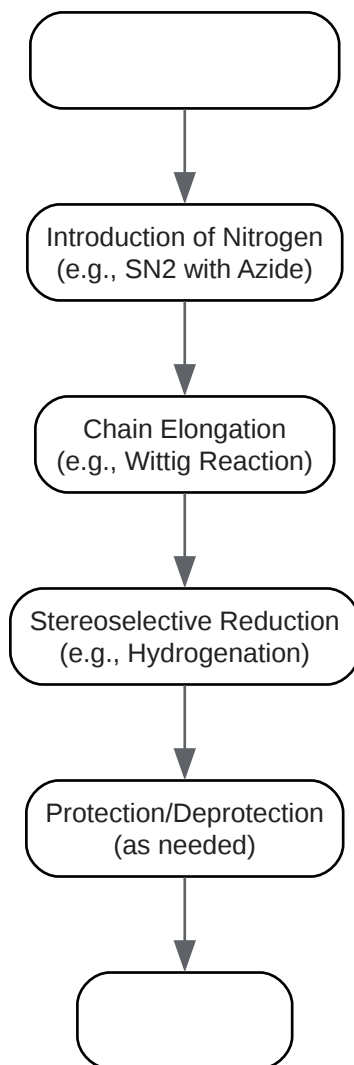 Introduction of Nitrogen
(e.g., SN2 with Azide)
Chain Elongation
(e.g., Wittig Reaction)
Stereoselective Reduction
(e.g., Hydrogenation)
Protection/Deprotection
(as needed)